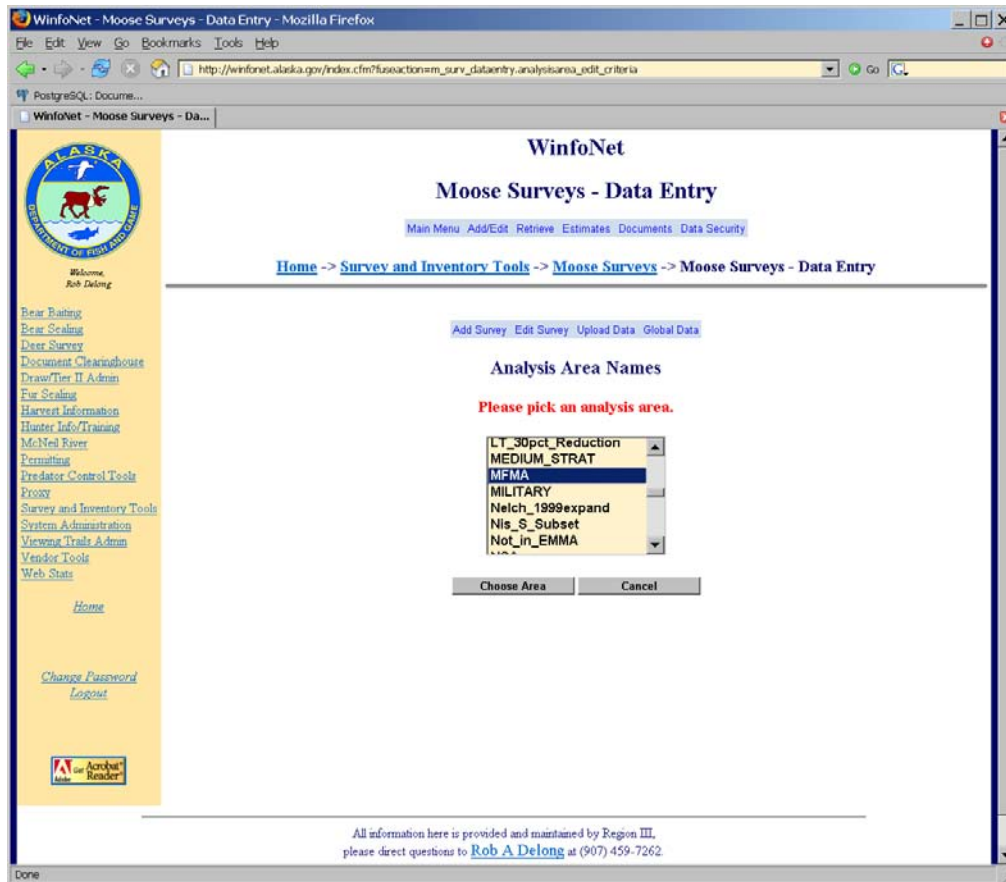 WinfoNet - Moose Surveys - Data Entry - Mozilla Firefox
File Edit View Go Bookmarks Tools Help
http://winfonet.alaska.gov/index.cfm?fuseaction=m_surv_dataentry.analysisarea_edit_criteria
Go
G
PostgreSQL: Docume...
WinfoNet - Moose Surveys - Da...
ALASKA
DEPARTMENT OF FISH AND GAME
Welcome,
Rob Delong
Bear Baiting
Bear Sealing
Deer Survey
Document Clearinghouse
Draw/Tier II Admin
Fur Sealing
Harvest Information
Hunter Info/Training
McNeil River
Permitting
Predator Control Tools
Proxy
Survey and Inventory Tools
System Administration
Viewing Trails Admin
Vendor Tools
Web Stats
Home
Change Password
Logout
Adobe
Get Acrobat
Reader
WinfoNet
Moose Surveys - Data Entry
Main Menu Add/Edit Retrieve Estimates Documents Data Security
Home -> Survey and Inventory Tools -> Moose Surveys -> Moose Surveys - Data Entry
Add Survey Edit Survey Upload Data Global Data
Analysis Area Names
Please pick an analysis area.
LT_30pct_Reduction
MEDIUM_STRAT
MFMA
MILITARY
Nelch_1999expand
Nis_S_Subset
Not_in_EMMA
Choose Area Cancel
All information here is provided and maintained by Region III,
please direct questions to Rob A Delong at (907) 459-7262.
Done